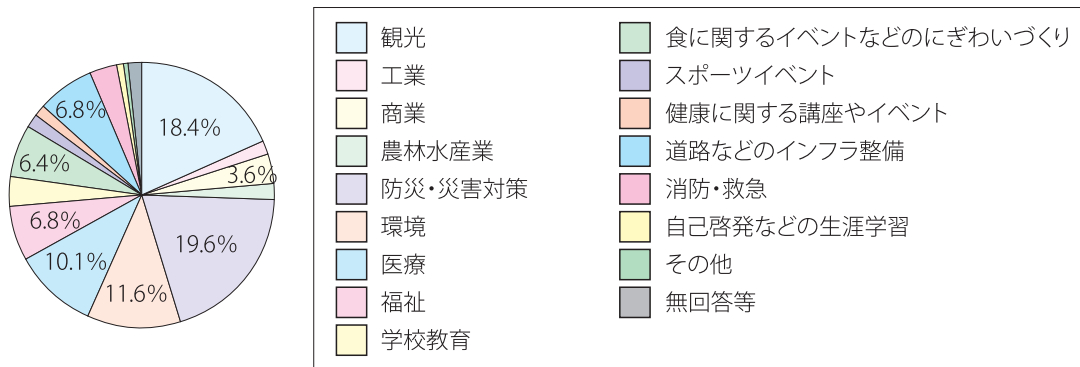 18.4%
3.6%
19.6%
11.6%
10.1%
6.8%
6.4%
6.8%
観光
工業
商業
農林水産業
防災・災害対策
環境
医療
福祉
学校教育
食に関するイベントなどのにぎわいづくり
スポーツイベント
健康に関する講座やイベント
道路などのインフラ整備
消防・救急
自己啓発などの生涯学習
その他
無回答等